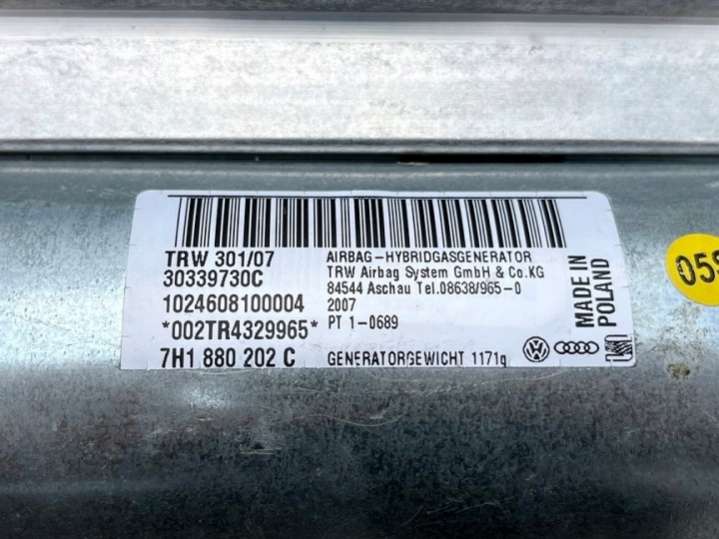 TRW 301/07
30339730C
1024608100004
*002TR4329965*
7H1 880 202 C
AIRBAG-HYBRIDGASGENERATOR
TRW Airbag System GmbH & Co.KG
84544 Aschau Tel.08638/965-0
2007
PT 1-0689
GENERATORGEWICHT 1171g
MADE IN
POLAND